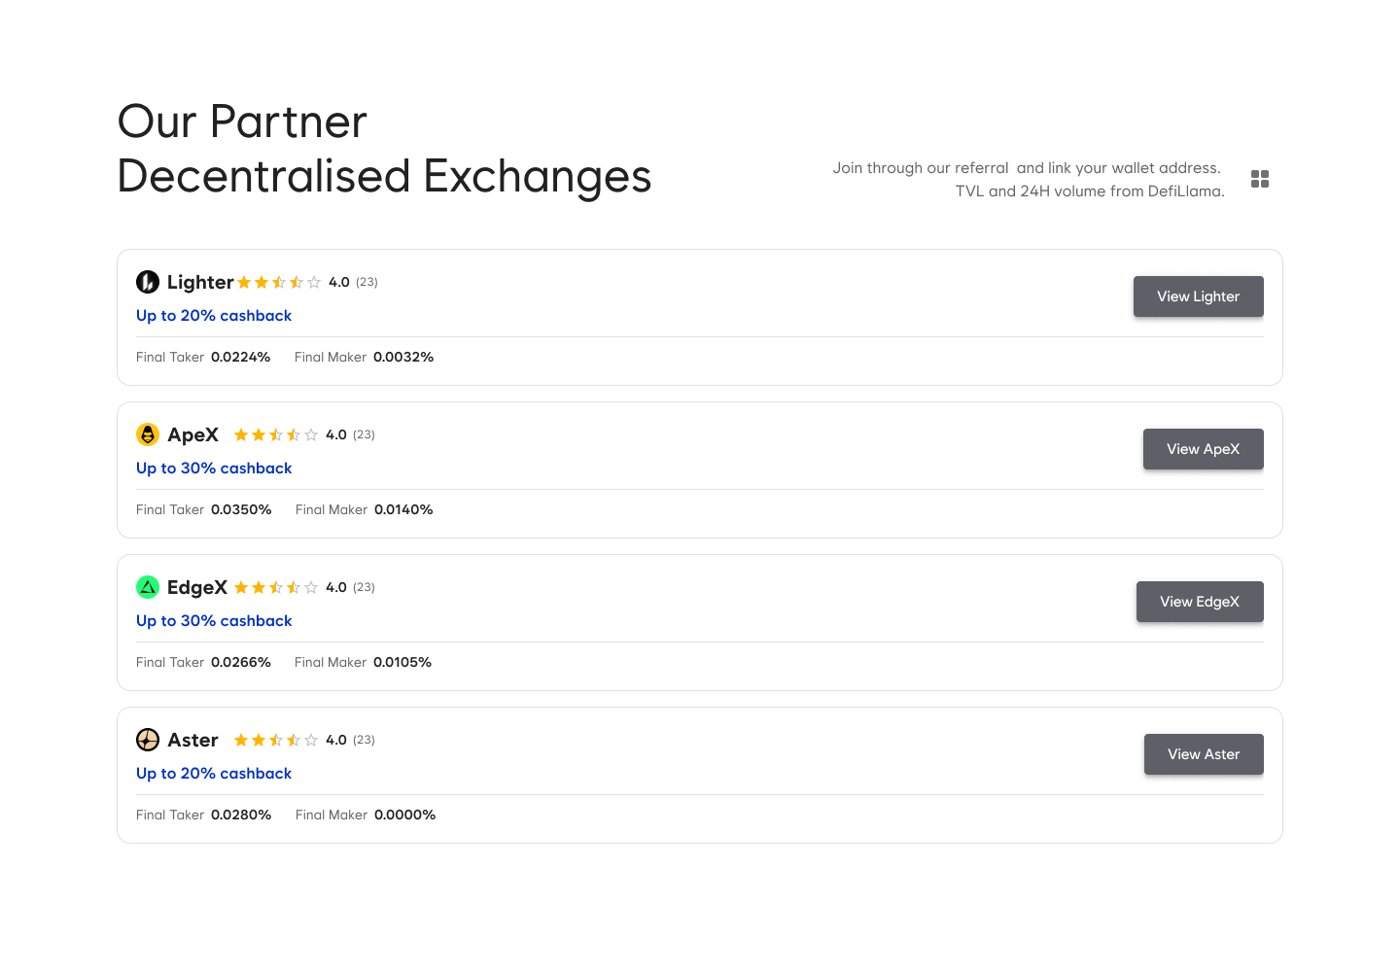 Our Partner
Decentralised Exchanges
Join through our referral  and link your wallet address.
TVL and 24H volume from DefiLlama.
Lighter 4.0 (23)
View Lighter
Up to 20% cashback
Final Taker 0.0224% Final Maker 0.0032%
ApeX 4.0 (23)
View ApeX
Up to 30% cashback
Final Taker 0.0350% Final Maker 0.0140%
EdgeX 4.0 (23)
View EdgeX
Up to 30% cashback
Final Taker 0.0266% Final Maker 0.0105%
Aster 4.0 (23)
View Aster
Up to 20% cashback
Final Taker 0.0280% Final Maker 0.0000%